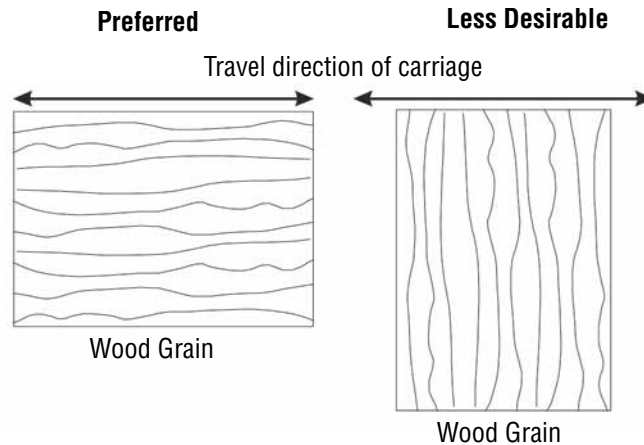 Preferred
Less Desirable
Travel direction of carriage
Wood Grain
Wood Grain